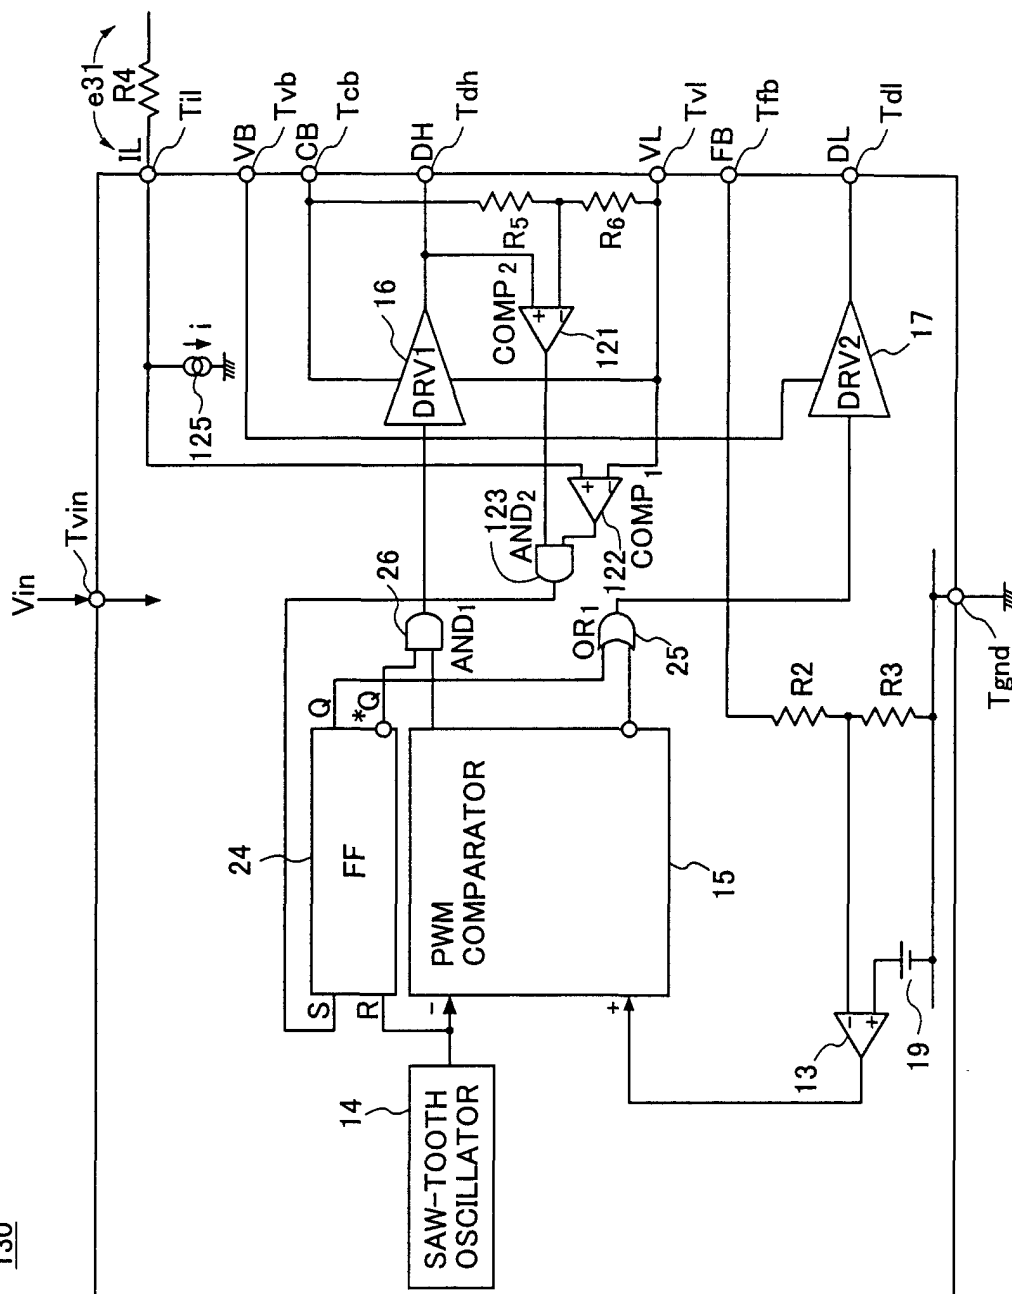 130
Vin
Tvin
e31
R4
IL
Til
VB
Tvb
CB
Tcb
DH
Tdh
VL
Tvl
FB
Tfb
DL
Tdl
125
i
16
DRV1
R5
R6
COMP2
+
−
121
17
DRV2
123
AND2
+
−
COMP1
122
26
AND1
OR1
25
Q
*Q
24
FF
S
R
PWM
COMPARATOR
15
-
+
14
SAW-TOOTH
OSCILLATOR
R2
R3
Tgnd
−
+
13
19